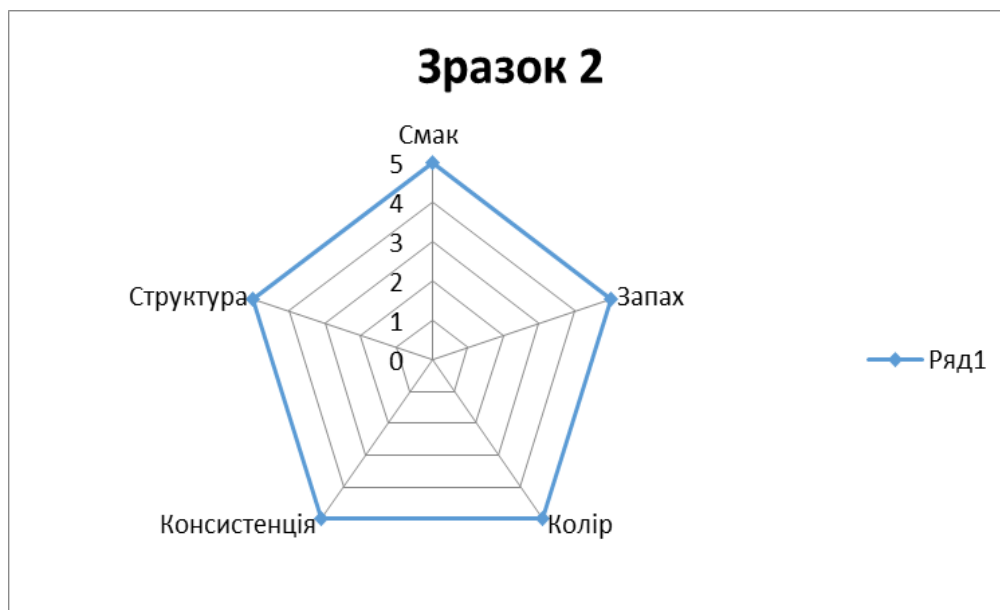 Зразок 2
Смак
5
4
3
2
1
0
Структура
Запах
Ряд1
Консистенція
Колір